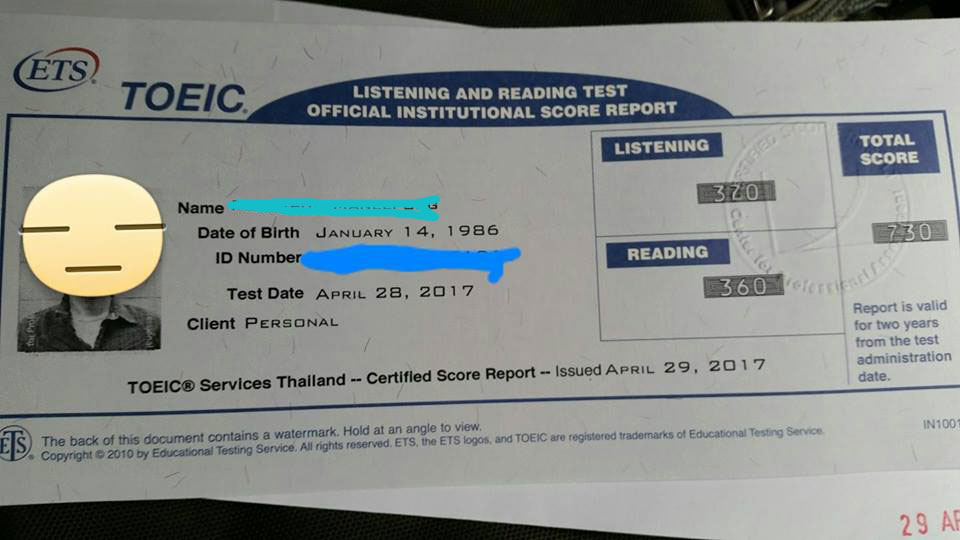 ETS
TOEIC
LISTENING AND READING TEST
OFFICIAL INSTITUTIONAL SCORE REPORT
Name
Date of Birth JANUARY 14, 1986
ID Number
Test Date APRIL 28, 2017
Client PERSONAL
LISTENING
370
READING
360
TOTAL
SCORE
730
Report is valid
for two years
from the test
administration
date.
TOEIC® Services Thailand -- Certified Score Report -- Issued APRIL 29, 2017
ETS
The back of this document contains a watermark. Hold at an angle to view.
Copyright © 2010 by Educational Testing Service. All rights reserved. ETS, the ETS logos, and TOEIC are registered trademarks of Educational Testing Service.
IN1001
29 AP